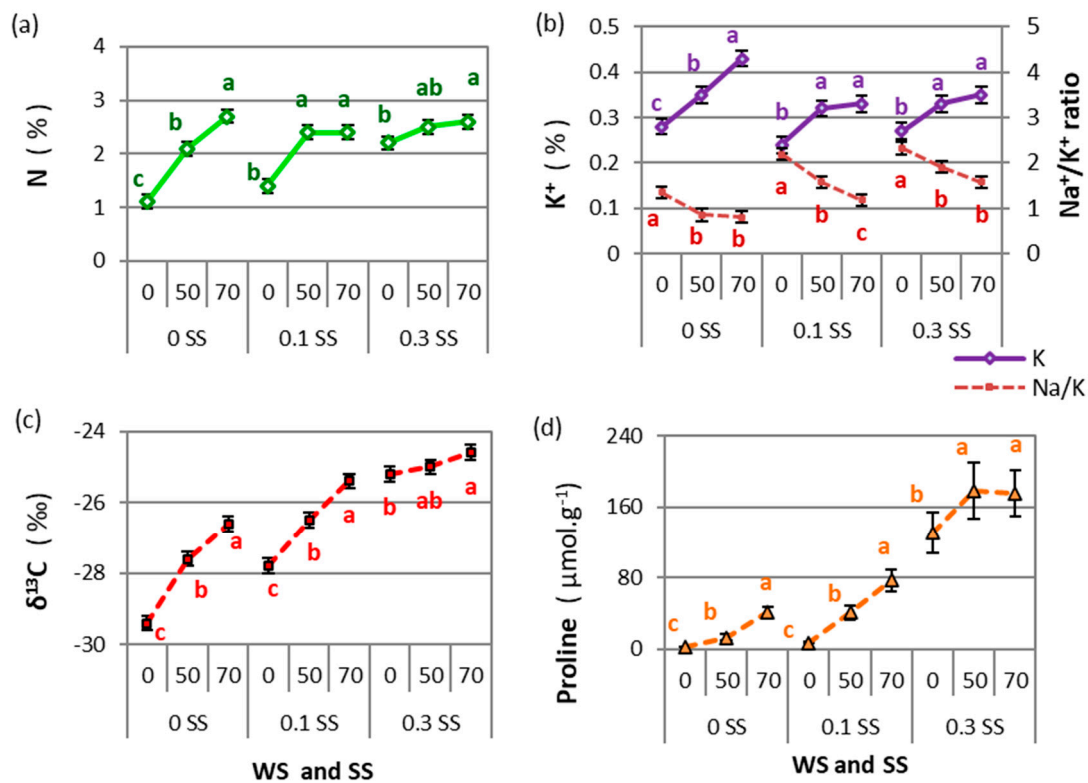 (a)
N ( % )
4
3
2
1
0
c
b
a
b
a
a
b
ab
a
0 50 70 0 50 70 0 50 70
0 SS 0.1 SS 0.3 SS
(b)
K⁺ ( % )
0.5
0.4
0.3
0.2
0.1
0
Na⁺/K⁺ ratio
5
4
3
2
1
0
c
b
a
b
a
a
b
a
a
a
b
b
a
b
c
a
b
b
0 50 70 0 50 70 0 50 70
0 SS 0.1 SS 0.3 SS
K
Na/K
(c)
δ¹³C (‰)
-24
-26
-28
-30
c
b
a
c
b
a
b
ab
a
0 50 70 0 50 70 0 50 70
0 SS 0.1 SS 0.3 SS
WS and SS
(d)
Proline ( µmol.g⁻¹)
240
160
80
0
c
b
a
c
b
a
b
a
a
0 50 70 0 50 70 0 50 70
0 SS 0.1 SS 0.3 SS
WS and SS